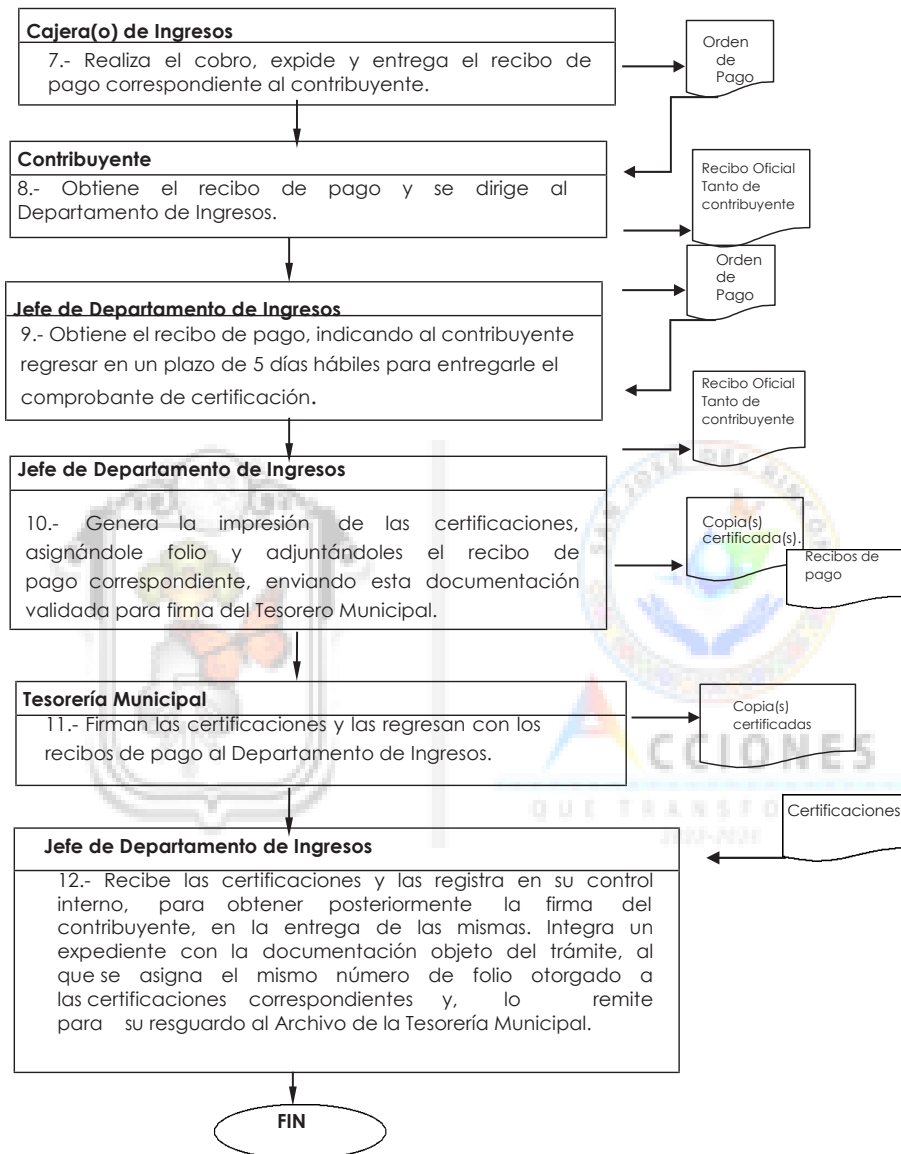 Cajera(o) de Ingresos
7.- Realiza el cobro, expide y entrega el recibo de
pago correspondiente al contribuyente.
Orden
de
Pago
Contribuyente
8.- Obtiene el recibo de pago y se dirige al
Departamento de Ingresos.
Recibo Oficial
Tanto de
contribuyente
Orden
de
Pago
Jefe de Departamento de Ingresos
9.- Obtiene el recibo de pago, indicando al contribuyente
regresar en un plazo de 5 días hábiles para entregarle el
comprobante de certificación.
Recibo Oficial
Tanto de
contribuyente
Jefe de Departamento de Ingresos
10.- Genera la impresión de las certificaciones,
asignándole folio y adjuntándoles el recibo de
pago correspondiente, enviando esta documentación
validada para firma del Tesorero Municipal.
Copia(s)
certificada(s).
Recibos de
pago
SAN JOSE DEL RINCON
Tesorería Municipal
11.- Firman las certificaciones y las regresan con los
recibos de pago al Departamento de Ingresos.
Copia(s)
certificadas
ACCIONES
QUE TRANSFO
Certificaciones
Jefe de Departamento de Ingresos
12.- Recibe las certificaciones y las registra en su control
interno, para obtener posteriormente la firma del
contribuyente, en la entrega de las mismas. Integra un
expediente con la documentación objeto del trámite, al
que se asigna el mismo número de folio otorgado a
las certificaciones correspondientes y, lo remite
para su resguardo al Archivo de la Tesorería Municipal.
FIN